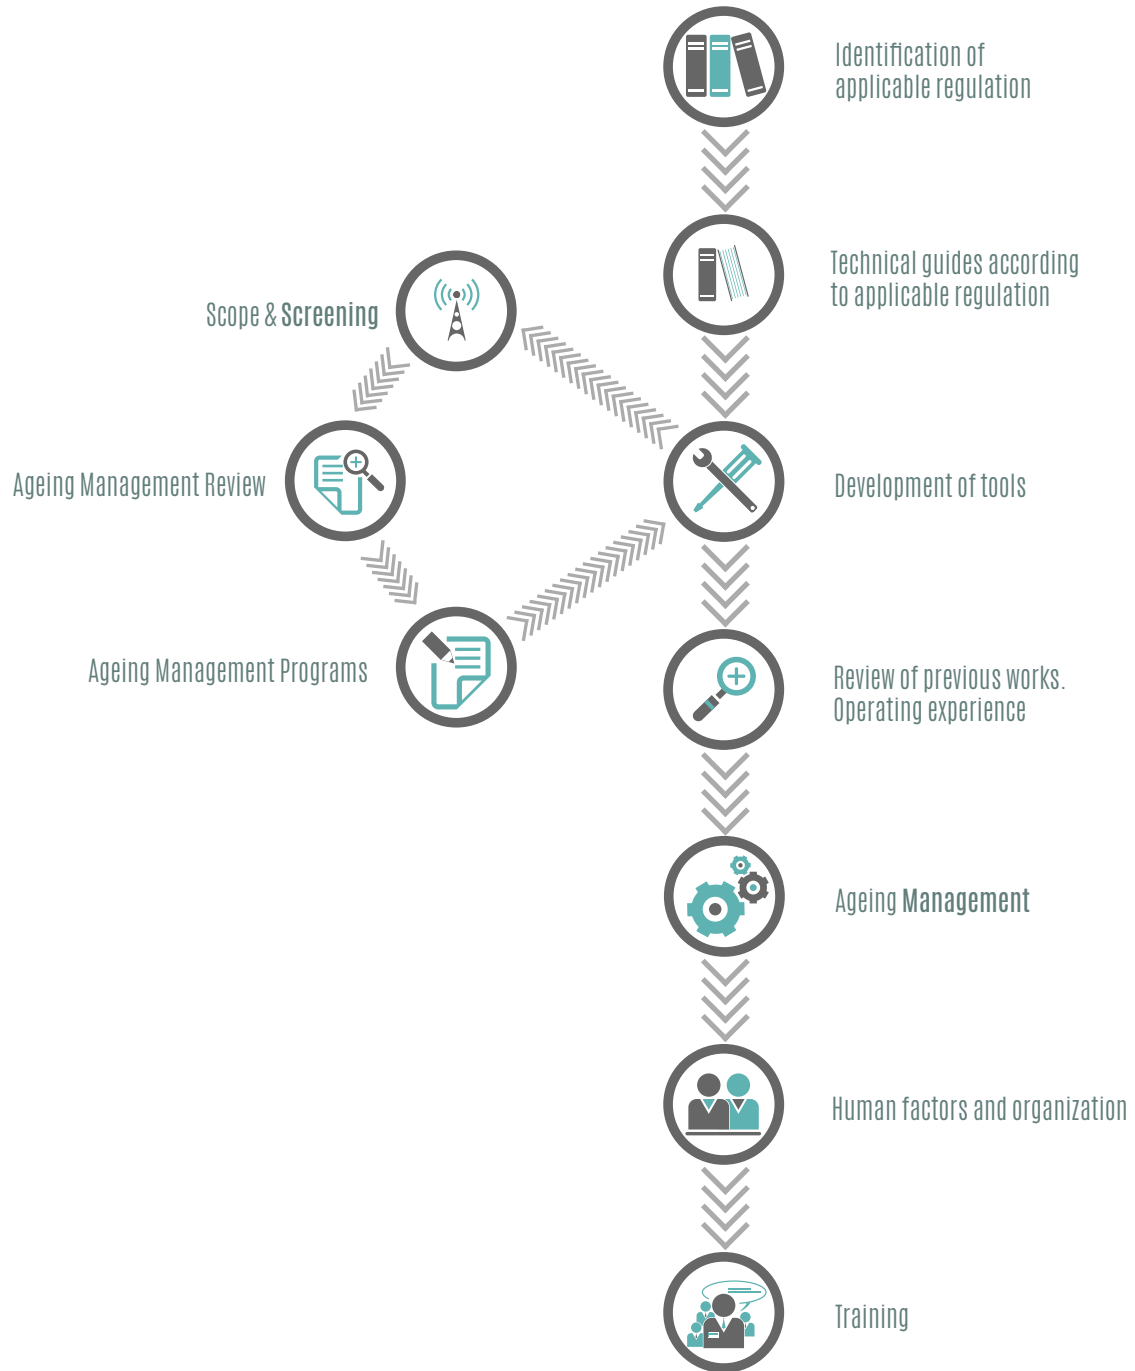 Identification of
applicable regulation
Technical guides according
to applicable regulation
Scope & Screening
Ageing Management Review
Development of tools
Ageing Management Programs
Review of previous works.
Operating experience
Ageing Management
Human factors and organization
Training